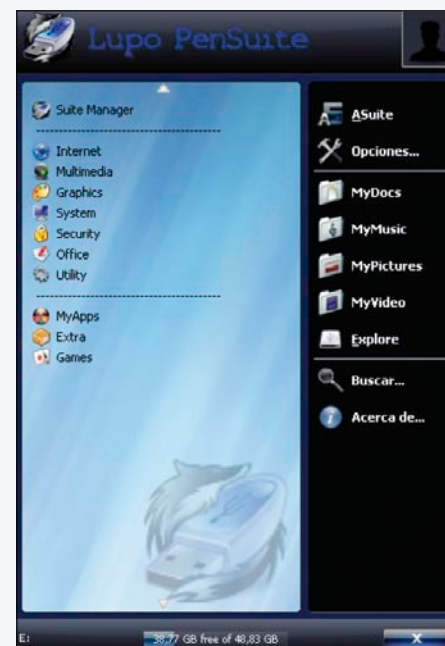 Lupo PenSuite
Suite Manager
Internet
Multimedia
Graphics
System
Security
Office
Utility
MyApps
Extra
Games
ASuite
Opciones...
MyDocs
MyMusic
MyPictures
MyVideo
Explore
Buscar...
Acerca de...
E:
38,77 GB free of 48,83 GB
X